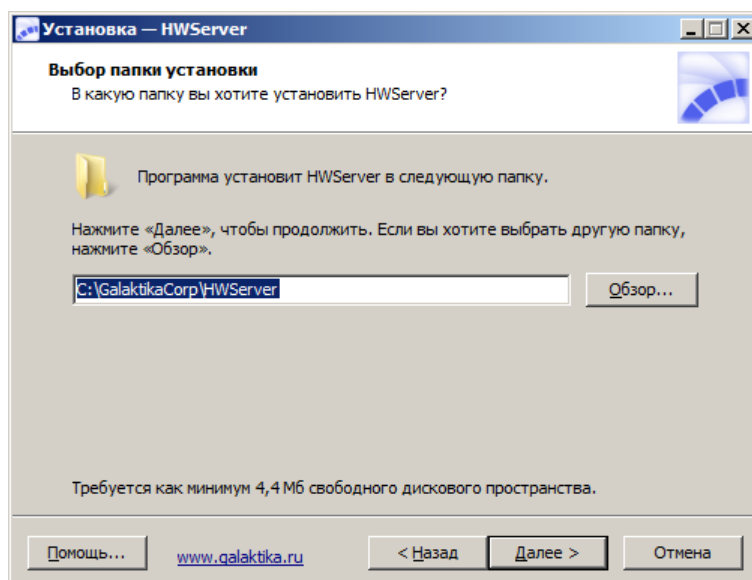 Установка — HWServer
Выбор папки установки
В какую папку вы хотите установить HWServer?
Программа установит HWServer в следующую папку.
Нажмите «Далее», чтобы продолжить. Если вы хотите выбрать другую папку,
нажмите «Обзор».
C:\GalaktikaCorp\HWServer
Обзор...
Требуется как минимум 4,4 Мб свободного дискового пространства.
Помощь... www.galaktika.ru < Назад Далее > Отмена